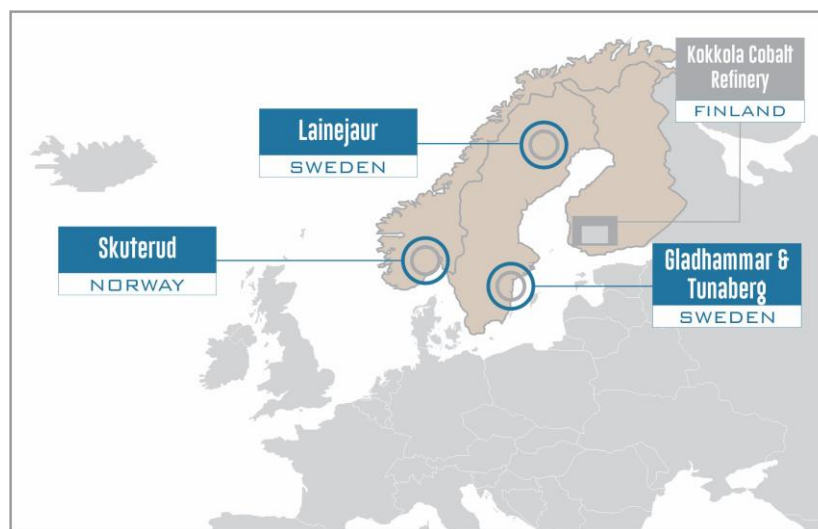 Kokkola Cobalt
Refinery
FINLAND
Lainejaur
SWEDEN
Skuterud
NORWAY
Gladhammar &
Tunaberg
SWEDEN